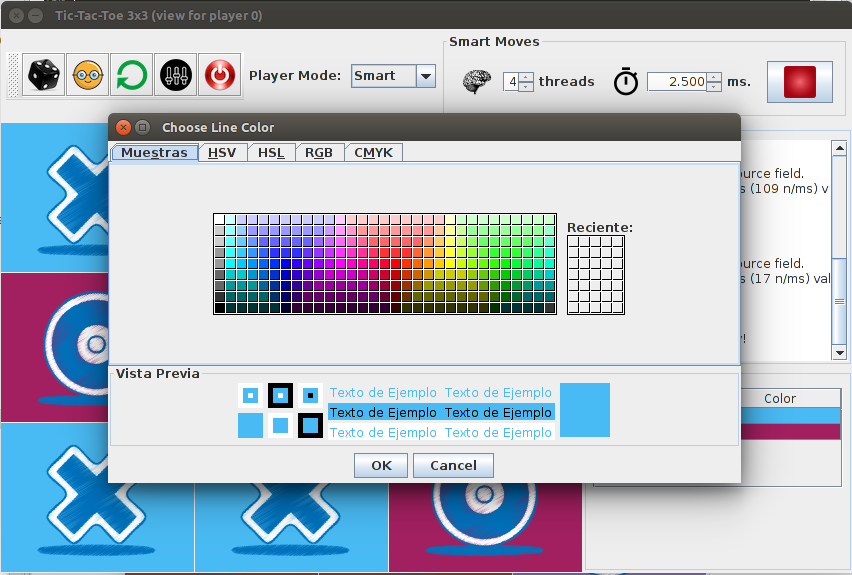 Tic-Tac-Toe 3x3 (view for player 0)
Smart Moves
Player Mode: Smart
4 threads
2.500 ms.
Choose Line Color
Muestras HSV HSL RGB CMYK
Reciente:
urce field.
s (109 n/ms) v
urce field.
s (17 n/ms) val
y!
Vista Previa
Texto de Ejemplo Texto de Ejemplo
Texto de Ejemplo Texto de Ejemplo
Texto de Ejemplo Texto de Ejemplo
Color
OK Cancel